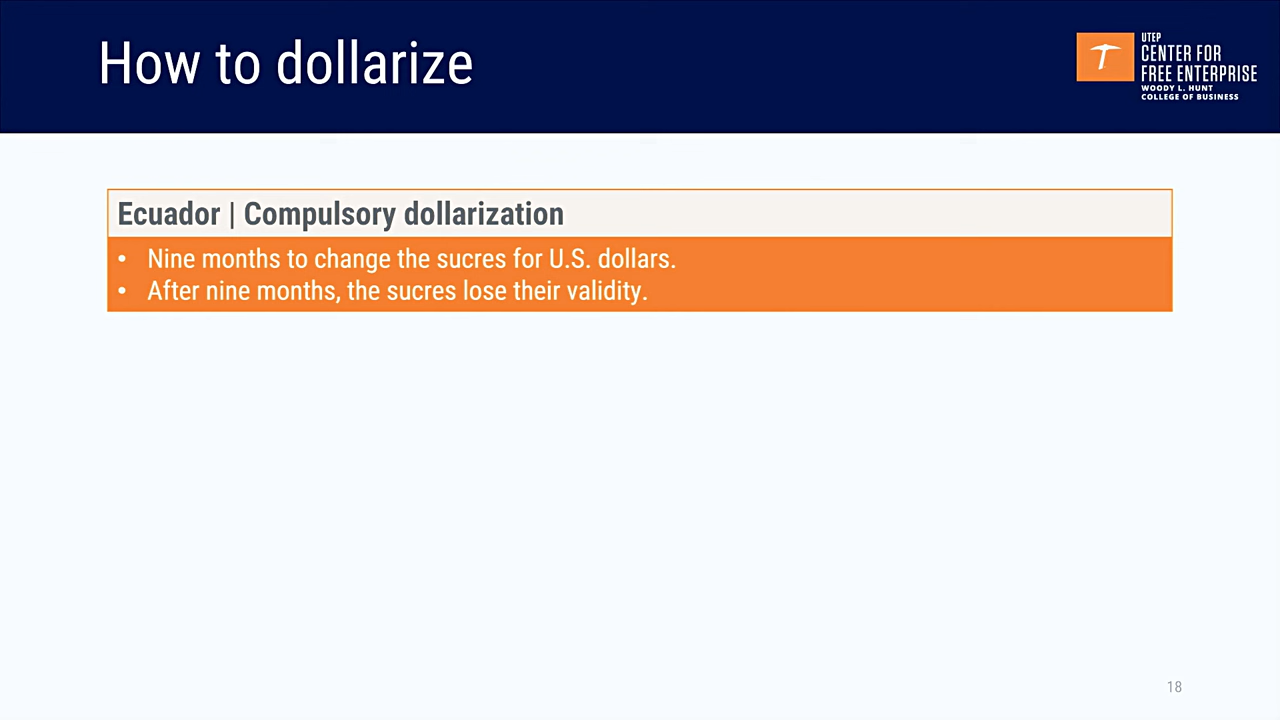 How to dollarize
UTEP
CENTER FOR
FREE ENTERPRISE
WOODY L. HUNT
COLLEGE OF BUSINESS
Ecuador | Compulsory dollarization
• Nine months to change the sucres for U.S. dollars.
• After nine months, the sucres lose their validity.
18